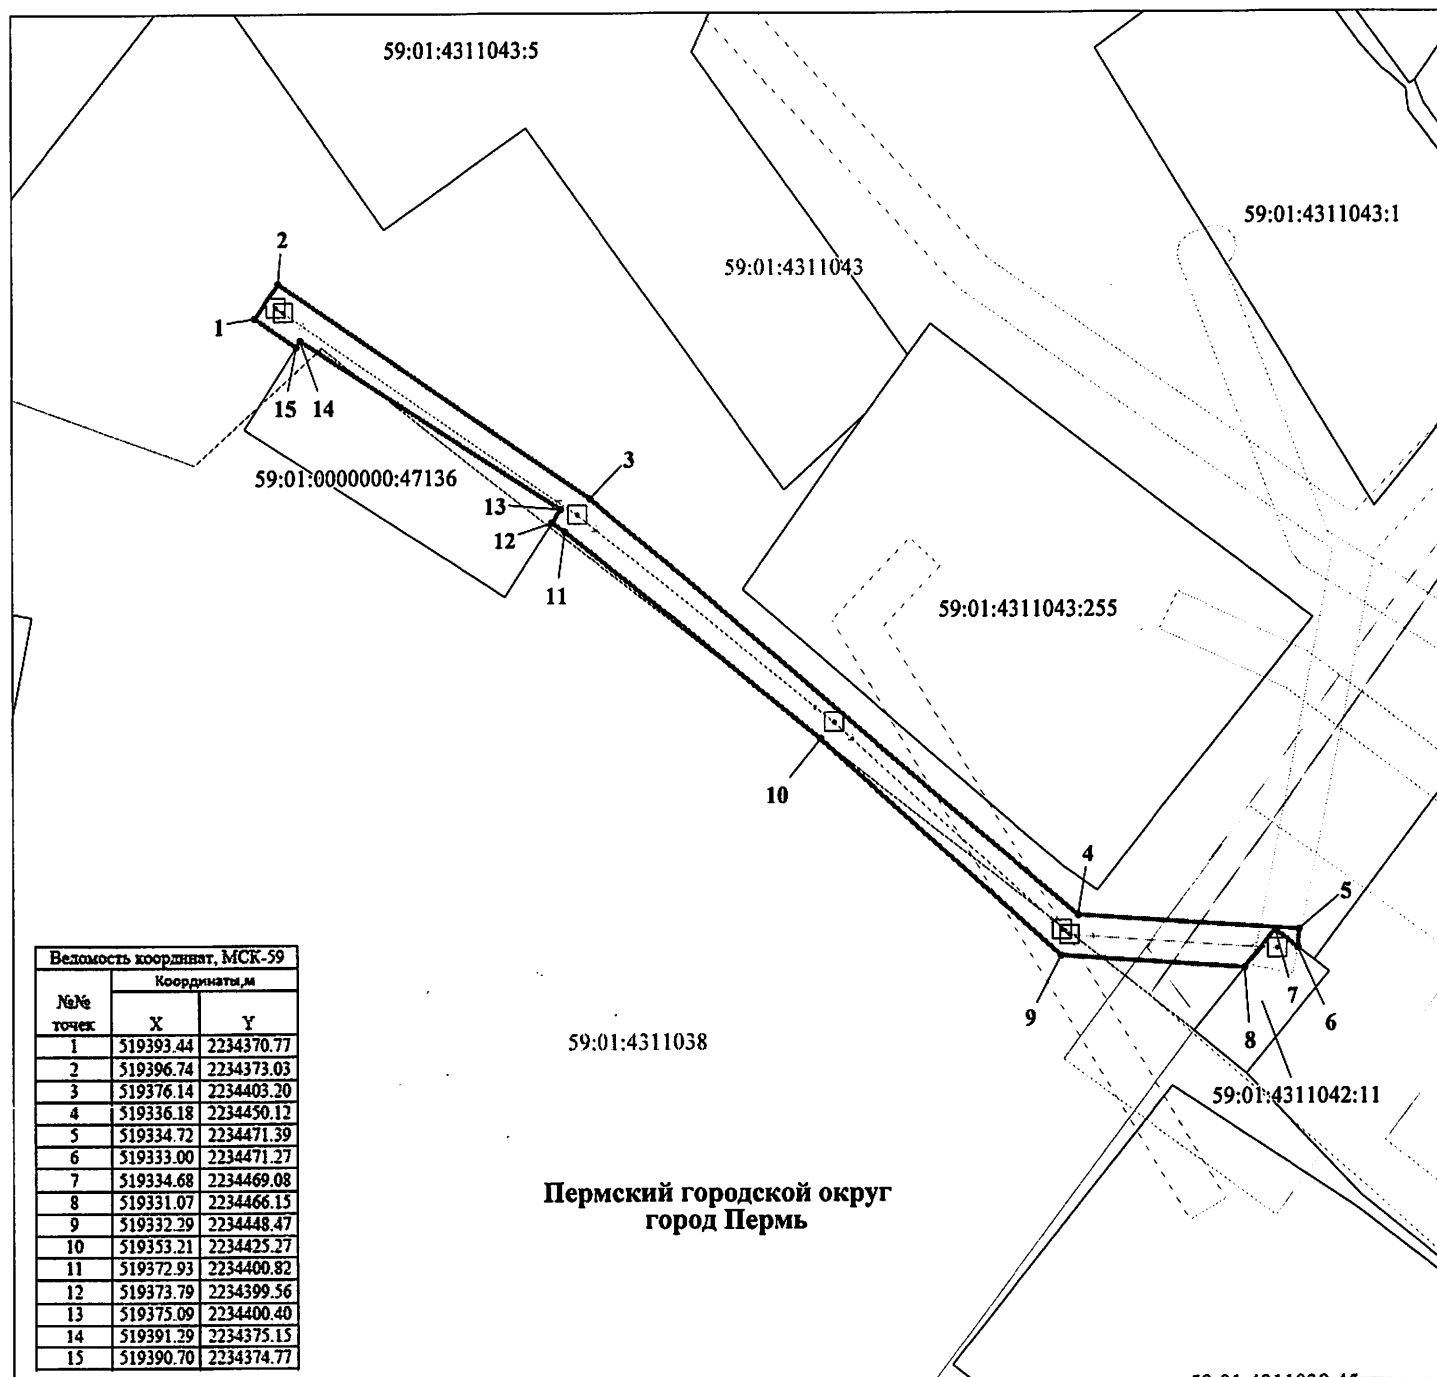 59:01:4311043:5
59:01:4311043:1
59:01:4311043
2
1
15
14
59:01:0000000:47136
3
13
12
11
59:01:4311043:255
10
4
5
9
7
8
6
59:01:4311042:11
59:01:4311038
Пермский городской округ
город Пермь
Ведомость координат, МСК-59
№№ точек
Координаты,м
X Y
1 519393.44 2234370.77
2 519396.74 2234373.03
3 519376.14 2234403.20
4 519336.18 2234450.12
5 519334.72 2234471.39
6 519333.00 2234471.27
7 519334.68 2234469.08
8 519331.07 2234466.15
9 519332.29 2234448.47
10 519353.21 2234425.27
11 519372.93 2234400.82
12 519373.79 2234399.56
13 519375.09 2234400.40
14 519391.29 2234375.15
15 519390.70 2234374.77